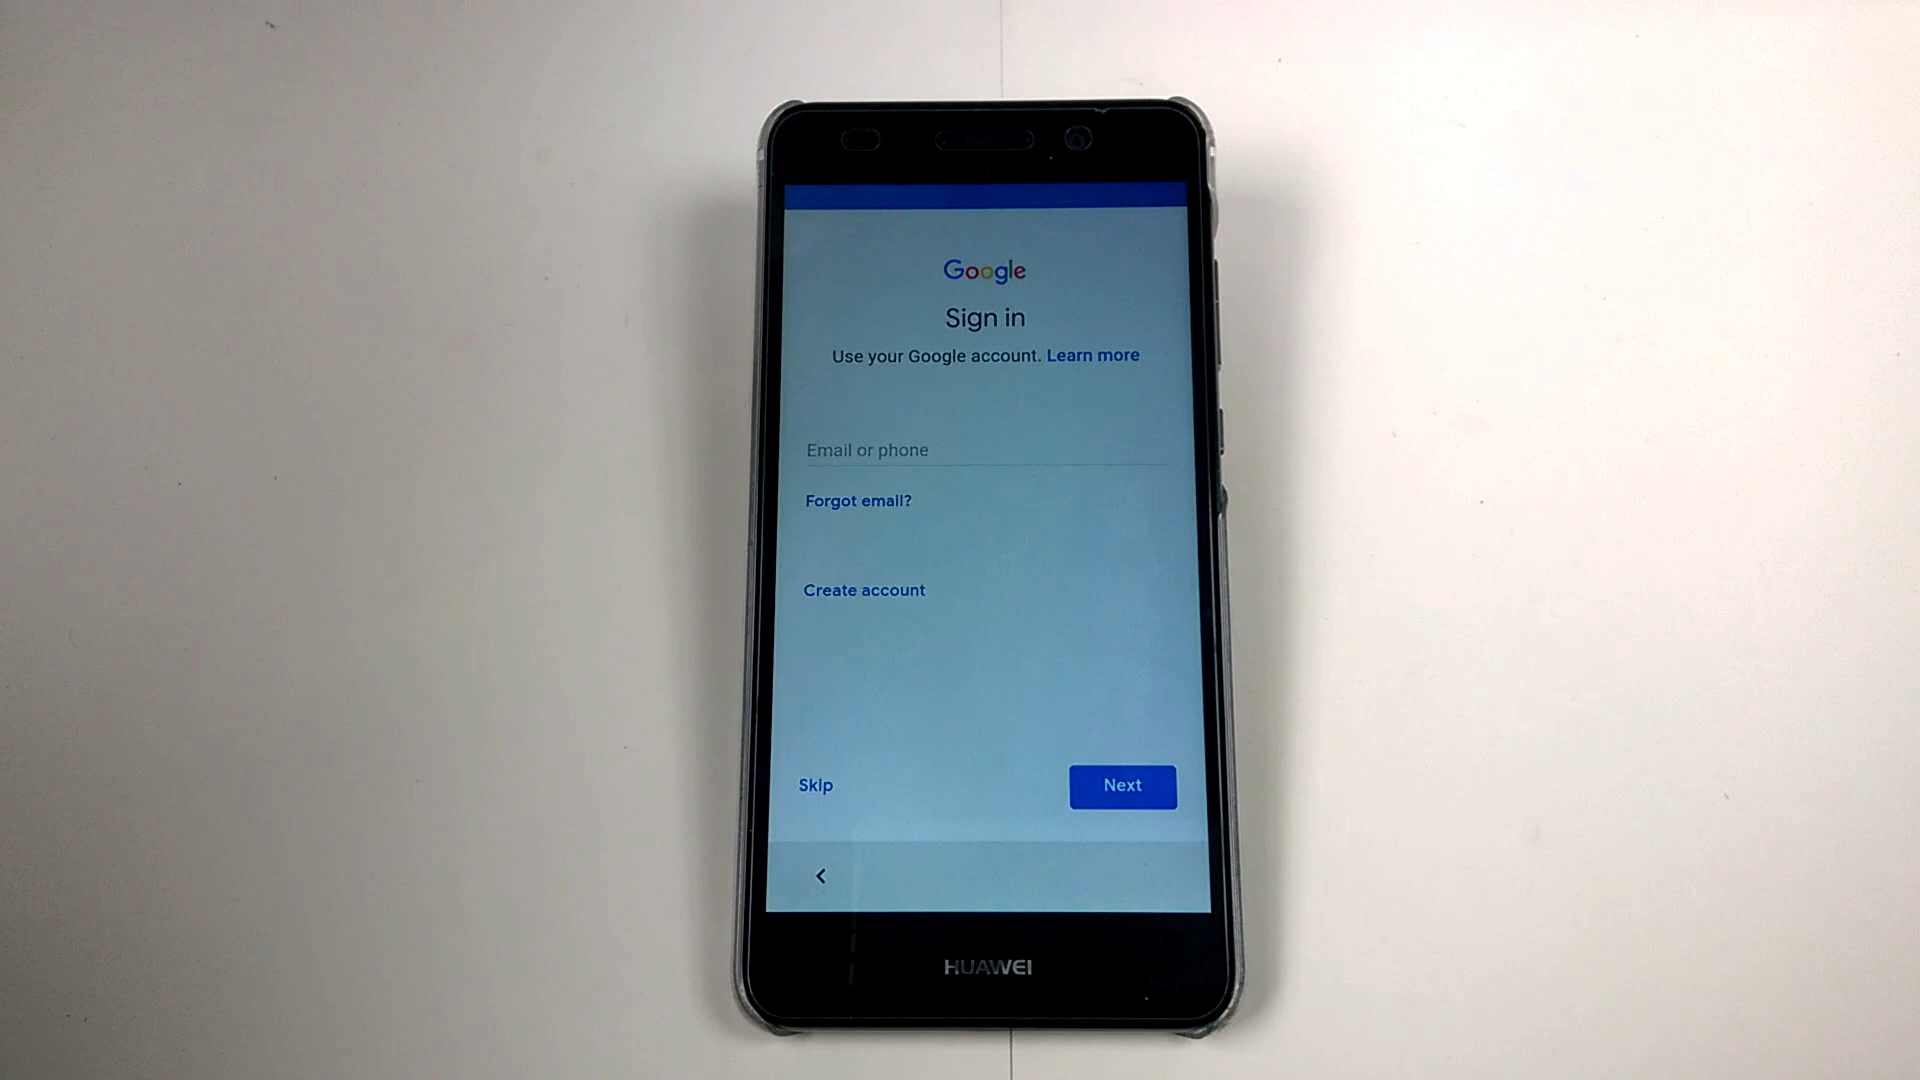 Google
Sign in
Use your Google account. Learn more
Email or phone
Forgot email?
Create account
Skip
Next
HUAWEI